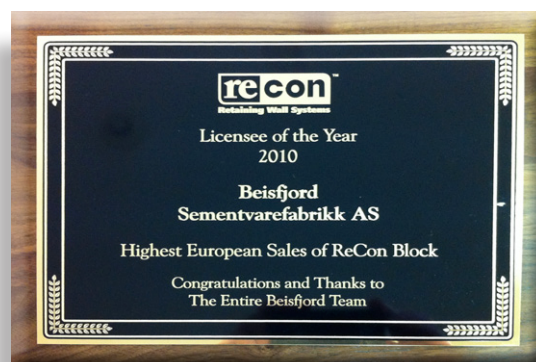 recon™
Retaining Wall Systems
Licensee of the Year
2010
Beisfjord
Sementvarefabrikk AS
Highest European Sales of ReCon Block
Congratulations and Thanks to
The Entire Beisfjord Team